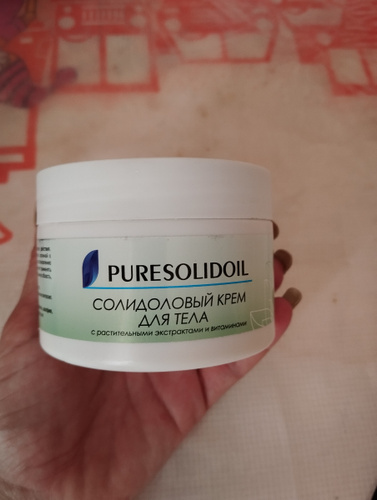 PURESOLIDOIL
СОЛИДОЛОВЫЙ КРЕМ
ДЛЯ ТЕЛА
с растительными экстрактами и витаминами